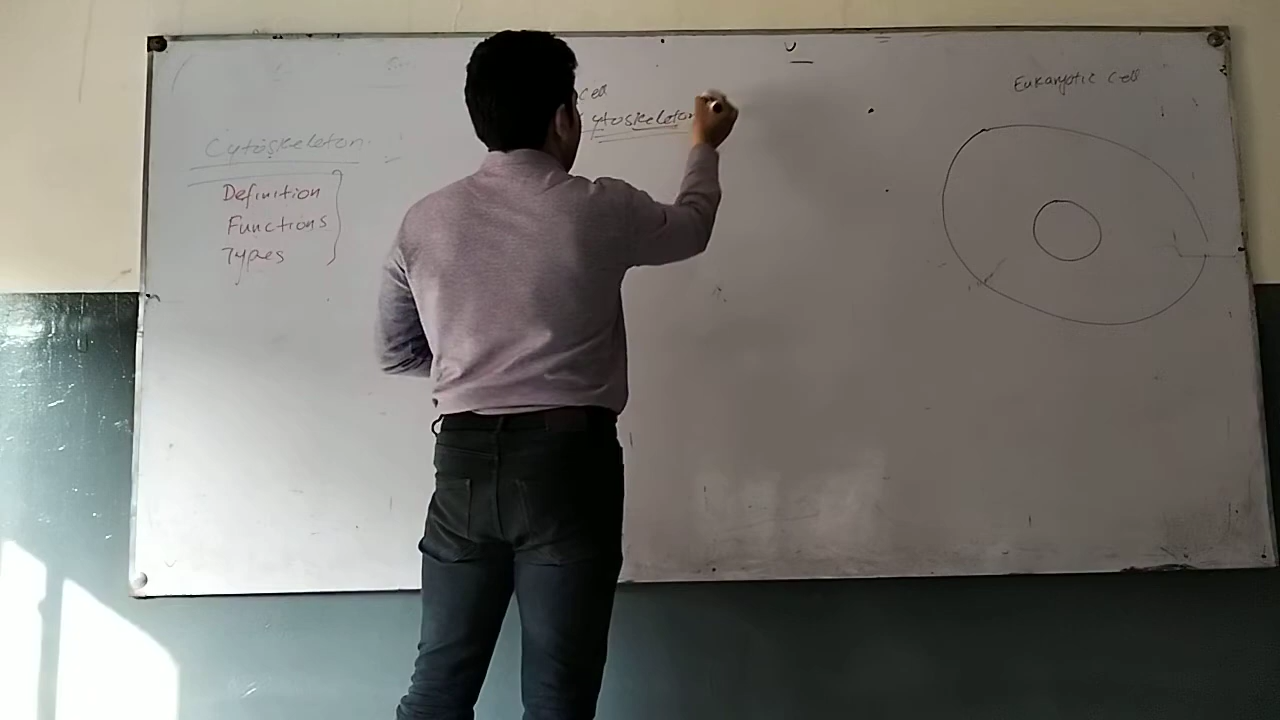 Cytoskeleton
Definition
Functions
Types
cell
cytoskeleton
Eukaryotic Cell